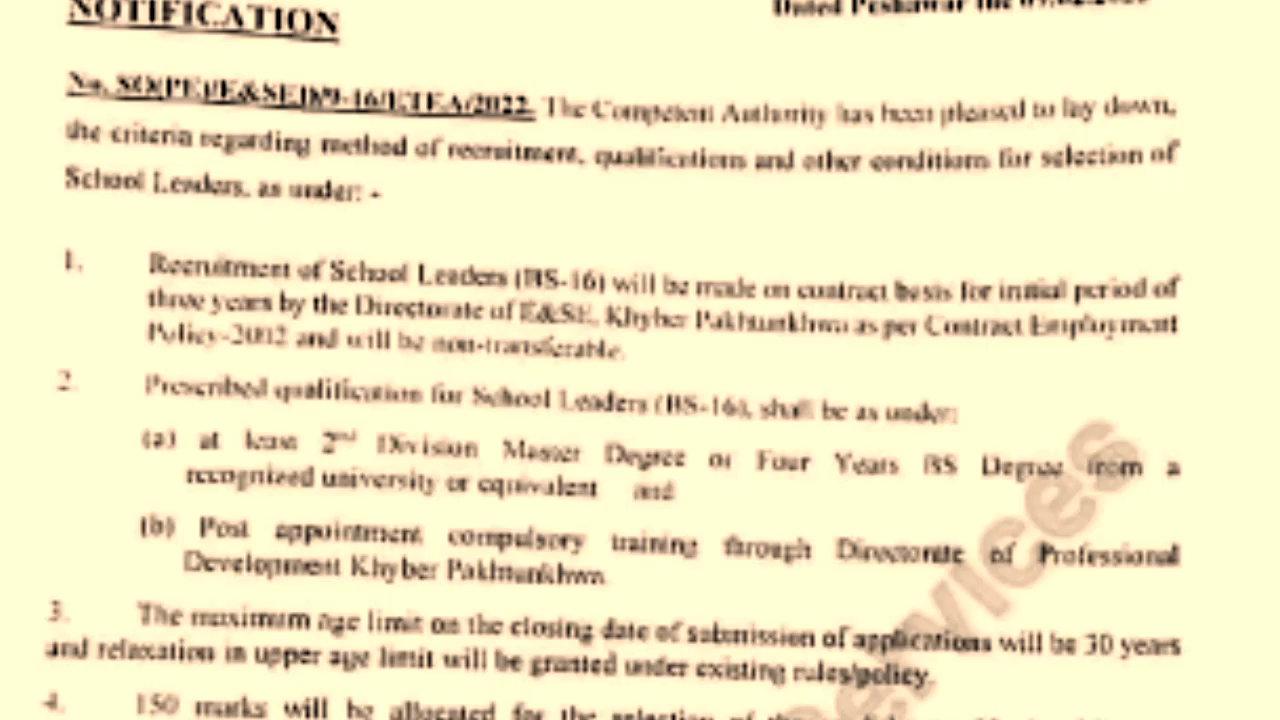 NOTIFICATION
Dated Peshawar the
No. SO(PE)/E&SED/9-16/ETEA/2022. The Competent Authority has been pleased to lay down,
the criteria regarding method of recruitment, qualifications and other conditions for selection of
School Leaders, as under: -
1. Recruitment of School Leaders (BS-16) will be made on contract basis for initial period of
three years by the Directorate of E&SE, Khyber Pakhtunkhwa as per Contract Employment
Policy-2002 and will be non-transferable.
2. Prescribed qualification for School Leaders (BS-16), shall be as under:
(a) at least 2nd Division Master Degree or Four Years BS Degree from a
recognized university or equivalent and
(b) Post appointment compulsory training through Directorate of Professional
Development Khyber Pakhtunkhwa
3. The maximum age limit on the closing date of submission of applications will be 30 years
and relaxation in upper age limit will be granted under existing rules/policy.
4. 150 marks will be allocated for the selection of